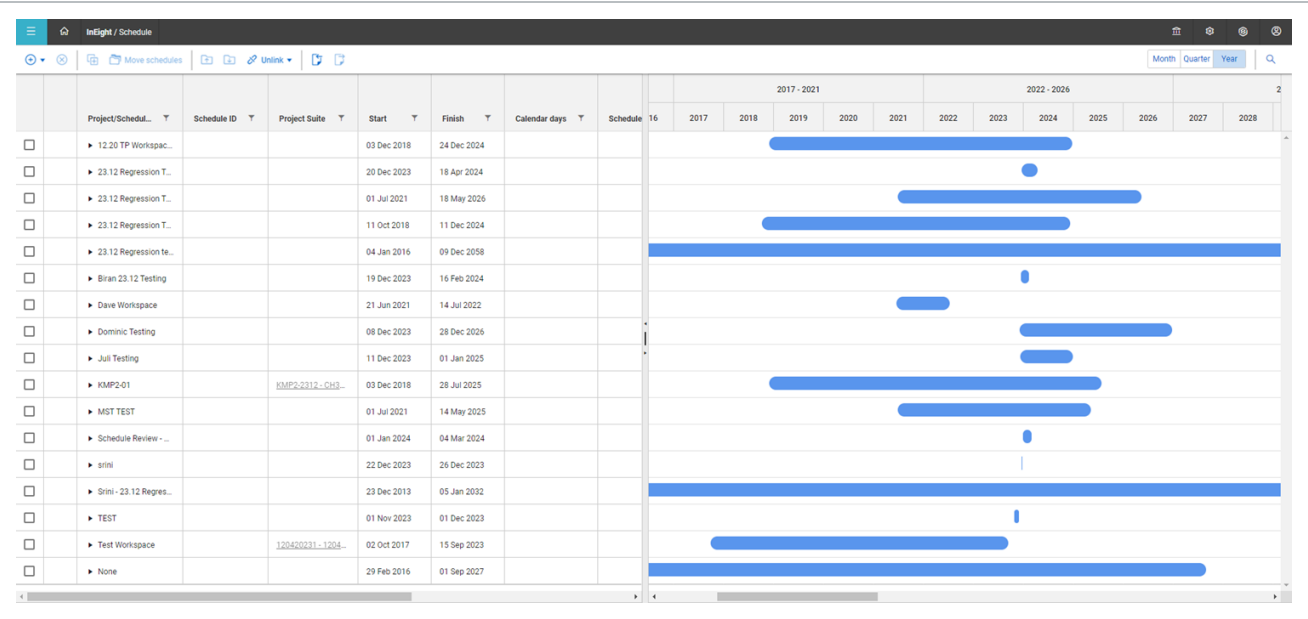 InEight / Schedule
Move schedules Unlink Month Quarter Year
2017 - 2021 2022 - 2026 2
Project/Schedul... Schedule ID Project Suite Start Finish Calendar days Schedule 16 2017 2018 2019 2020 2021 2022 2023 2024 2025 2026 2027 2028
12.20 TP Workspac... 03 Dec 2018 24 Dec 2024
23.12 Regression T... 20 Dec 2023 18 Apr 2024
23.12 Regression T... 01 Jul 2021 18 May 2026
23.12 Regression T... 11 Oct 2018 11 Dec 2024
23.12 Regression te... 04 Jan 2016 09 Dec 2058
Biran 23.12 Testing 19 Dec 2023 16 Feb 2024
Dave Workspace 21 Jun 2021 14 Jul 2022
Dominic Testing 08 Dec 2023 28 Dec 2026
Juli Testing 11 Dec 2023 01 Jan 2025
KMP2-01 KMP2-2312 - CH3... 03 Dec 2018 28 Jul 2025
MST TEST 01 Jul 2021 14 May 2025
Schedule Review - ... 01 Jan 2024 04 Mar 2024
srini 22 Dec 2023 26 Dec 2023
Srini - 23.12 Regres... 23 Dec 2013 05 Jan 2032
TEST 01 Nov 2023 01 Dec 2023
Test Workspace 120420231 - 1204... 02 Oct 2017 15 Sep 2023
None 29 Feb 2016 01 Sep 2027